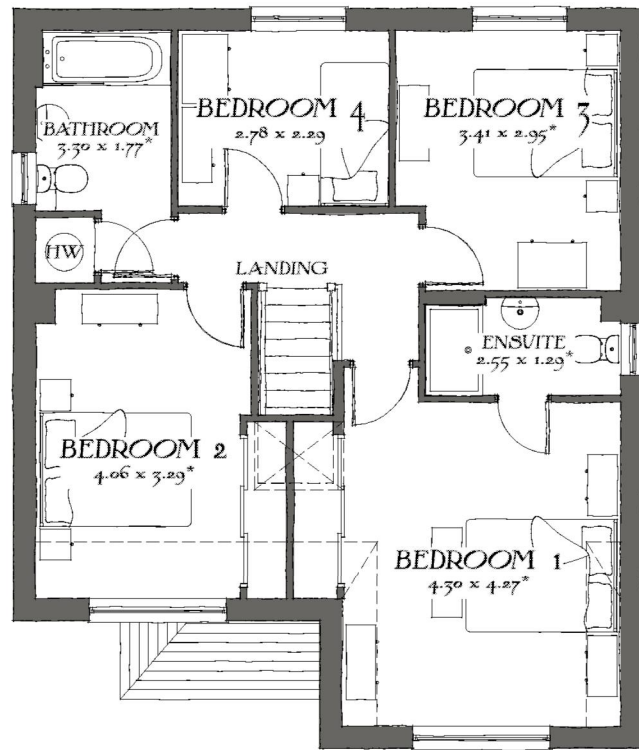 BATHROOM
3.30 x 1.77*
BEDROOM 4
2.78 x 2.29
BEDROOM 3
3.41 x 2.95*
HW
LANDING
ENSUITE
2.55 x 1.29*
BEDROOM 2
4.06 x 3.29*
BEDROOM 1
4.30 x 4.27*